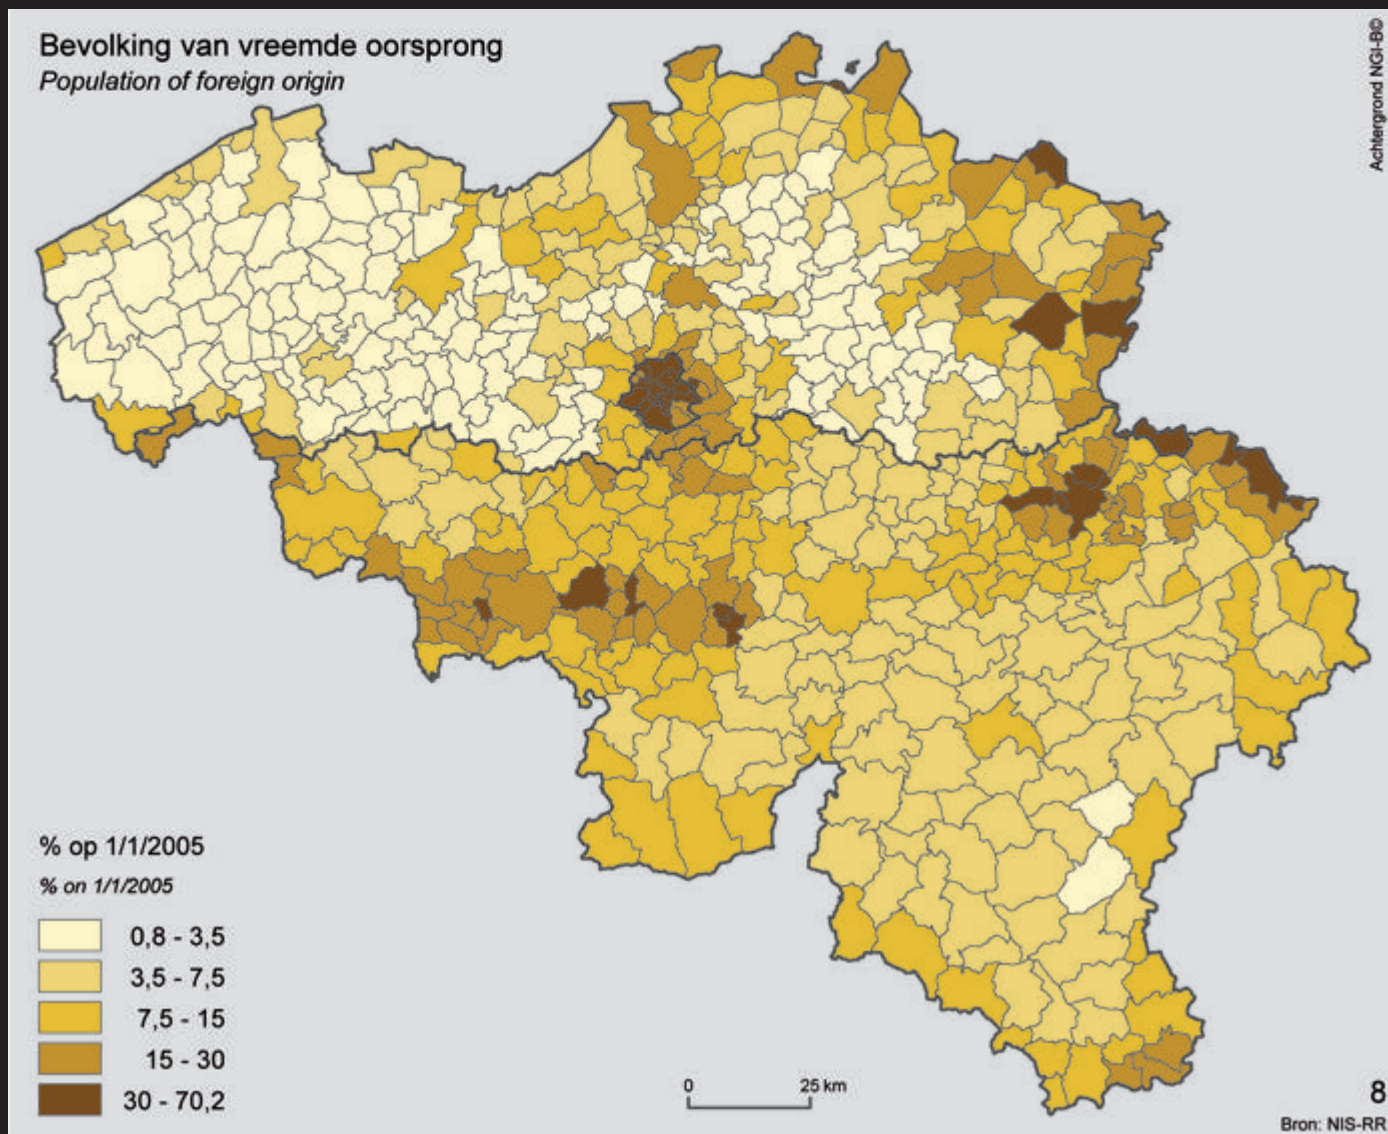 Bevolking van vreemde oorsprong
Population of foreign origin
Achtergrond NGI-B©
% op 1/1/2005
% on 1/1/2005
0,8 - 3,5
3,5 - 7,5
7,5 - 15
15 - 30
30 - 70,2
0 25 km
8
Bron: NIS-RR